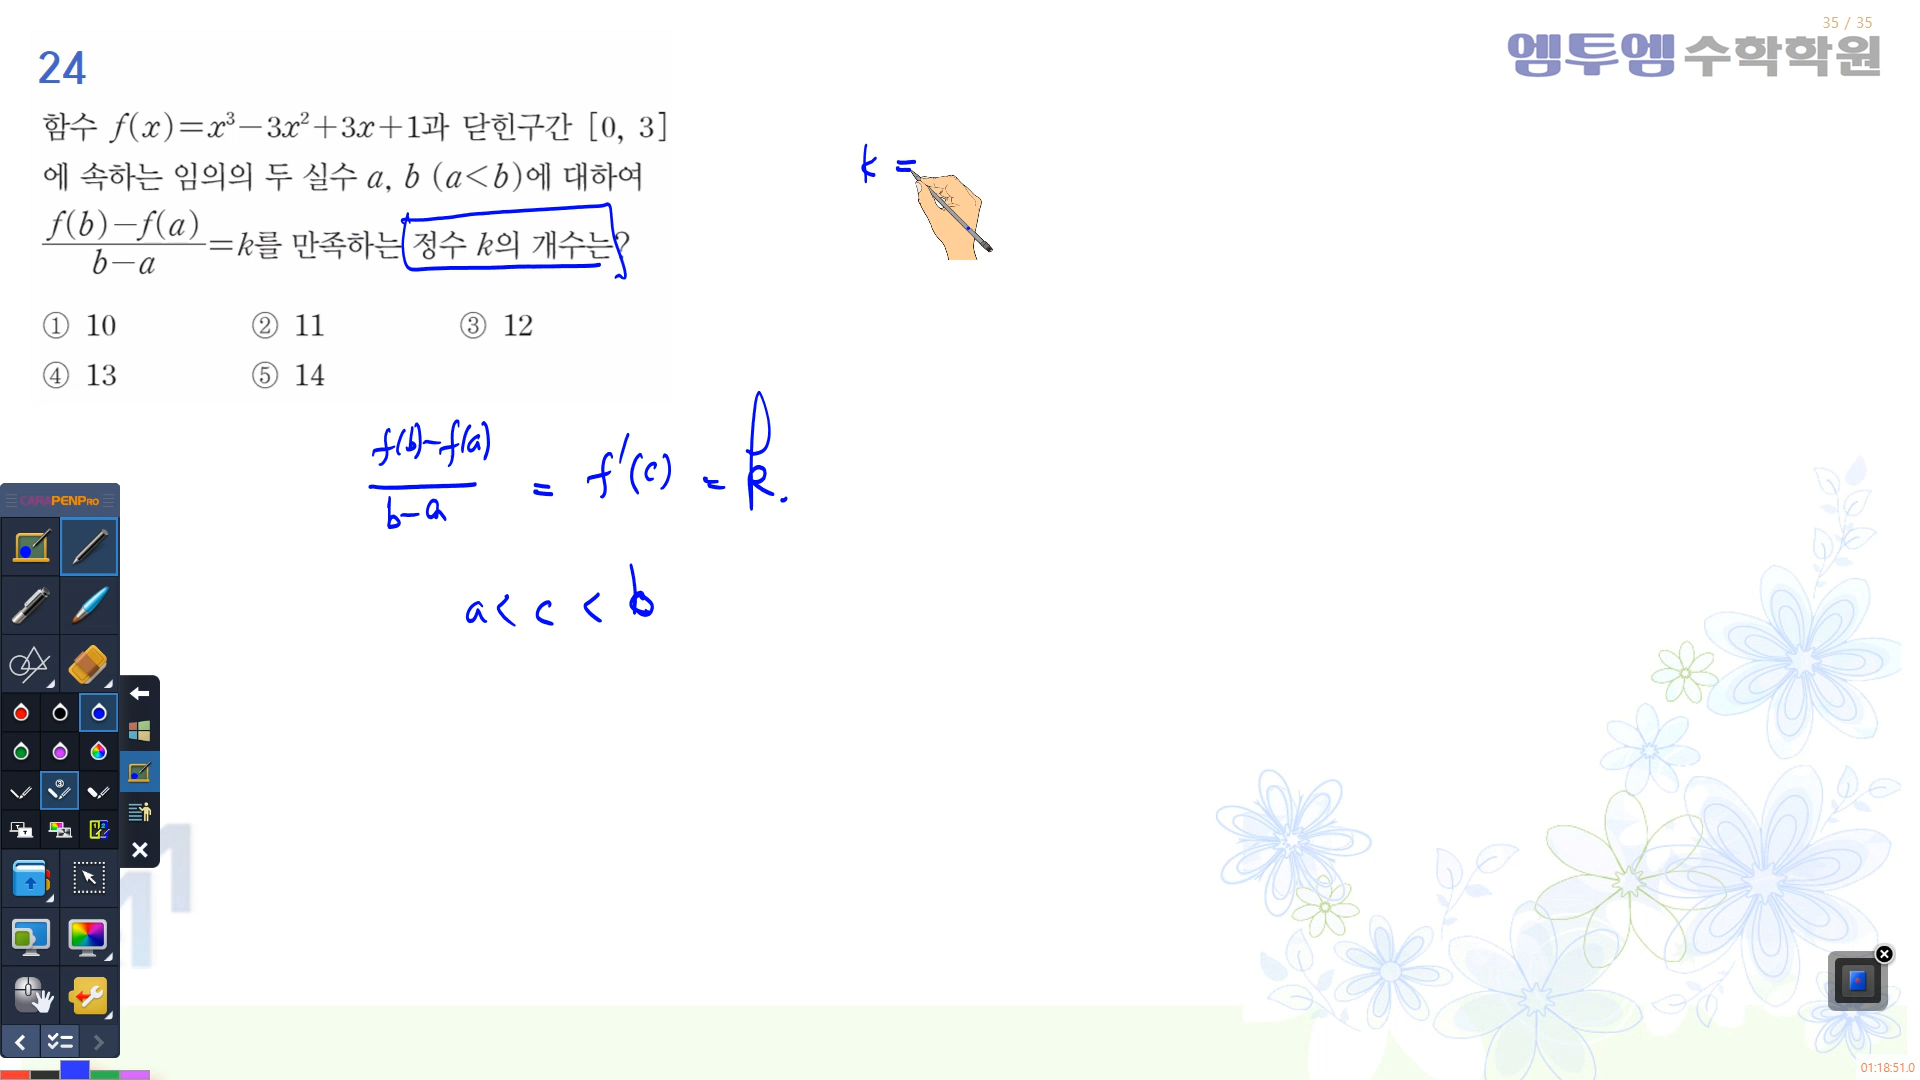 35 / 35
엠투엠 수학학원
24
함수 f(x)=x³−3x²+3x+1과 닫힌구간 [0, 3]
에 속하는 임의의 두 실수 a, b (a<b)에 대하여
f(b)−f(a)
b−a
=k를 만족하는 정수 k의 개수는?
① 10 ② 11 ③ 12
④ 13 ⑤ 14
k =
f(b)−f(a)
b−a
= f'(c) = k.
a < c < b
CARAPENPRO
01:18:51.0